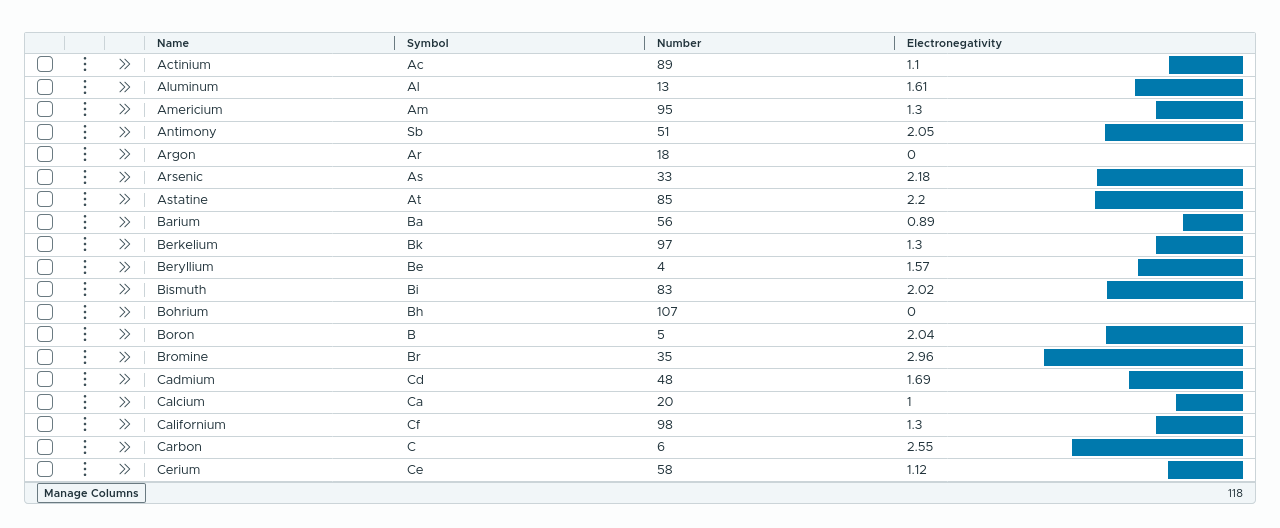 Name Symbol Number Electronegativity
Actinium Ac 89 1.1
Aluminum Al 13 1.61
Americium Am 95 1.3
Antimony Sb 51 2.05
Argon Ar 18 0
Arsenic As 33 2.18
Astatine At 85 2.2
Barium Ba 56 0.89
Berkelium Bk 97 1.3
Beryllium Be 4 1.57
Bismuth Bi 83 2.02
Bohrium Bh 107 0
Boron B 5 2.04
Bromine Br 35 2.96
Cadmium Cd 48 1.69
Calcium Ca 20 1
Californium Cf 98 1.3
Carbon C 6 2.55
Cerium Ce 58 1.12
Manage Columns 118